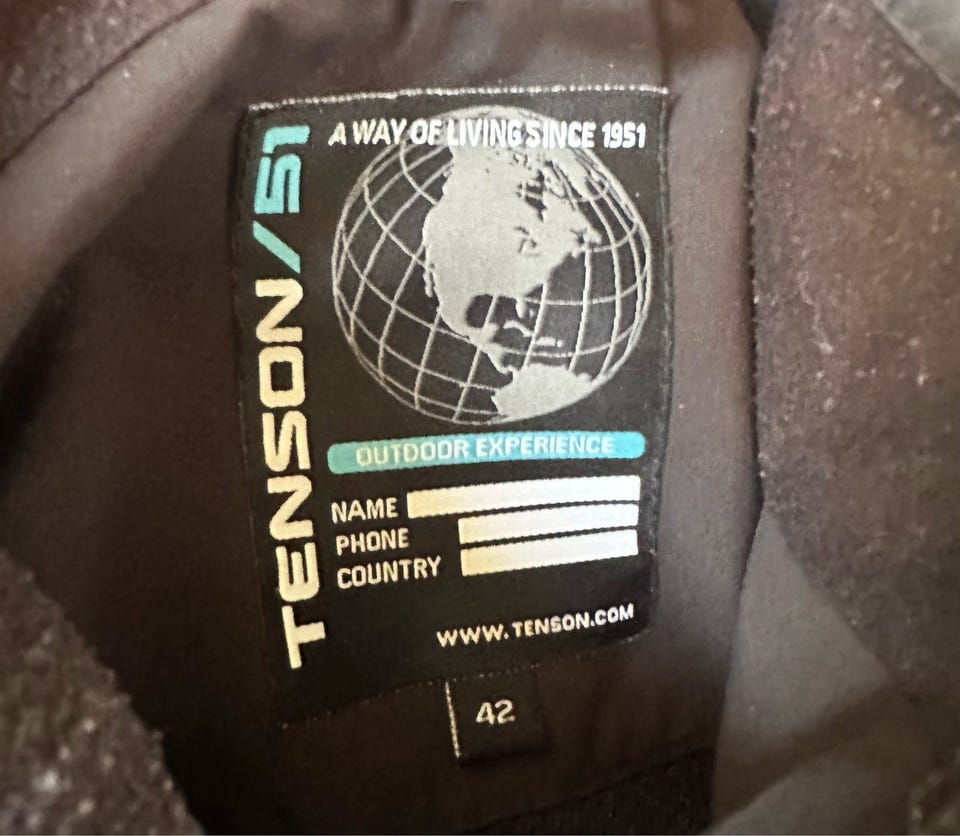 TENSON/51
A WAY OF LIVING SINCE 1951
OUTDOOR EXPERIENCE
NAME
PHONE
COUNTRY
WWW.TENSON.COM
42